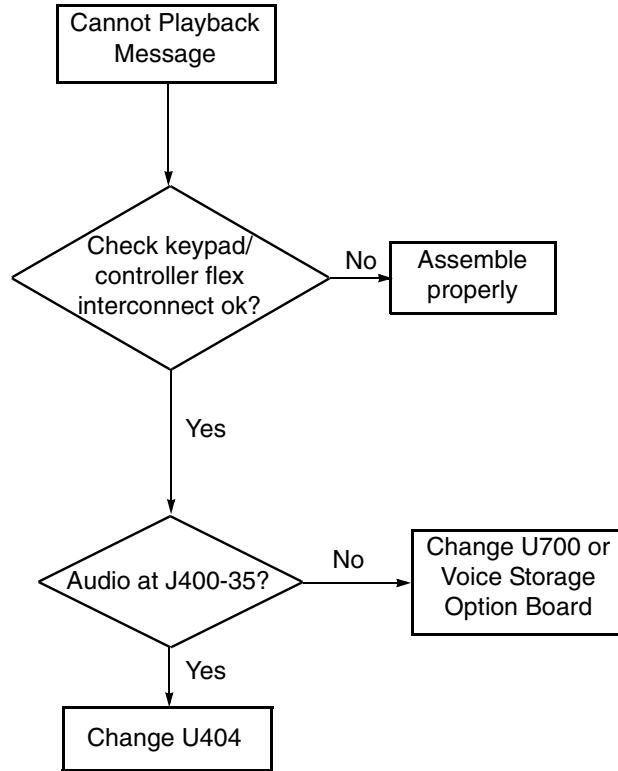 Cannot Playback
Message
Check keypad/
controller flex
interconnect ok?
No
Assemble
properly
Yes
Audio at J400-35?
No
Change U700 or
Voice Storage
Option Board
Yes
Change U404